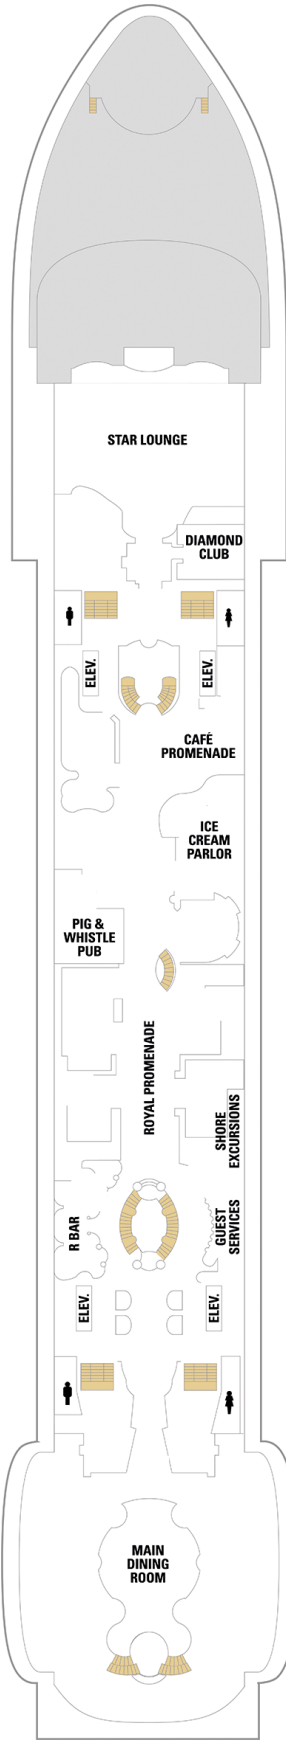 STAR LOUNGE
DIAMOND
CLUB
ELEV.
ELEV.
CAFÉ
PROMENADE
ICE
CREAM
PARLOR
PIG &
WHISTLE
PUB
ROYAL PROMENADE
SHORE
EXCURSIONS
R BAR
GUEST
SERVICES
ELEV.
ELEV.
MAIN
DINING
ROOM